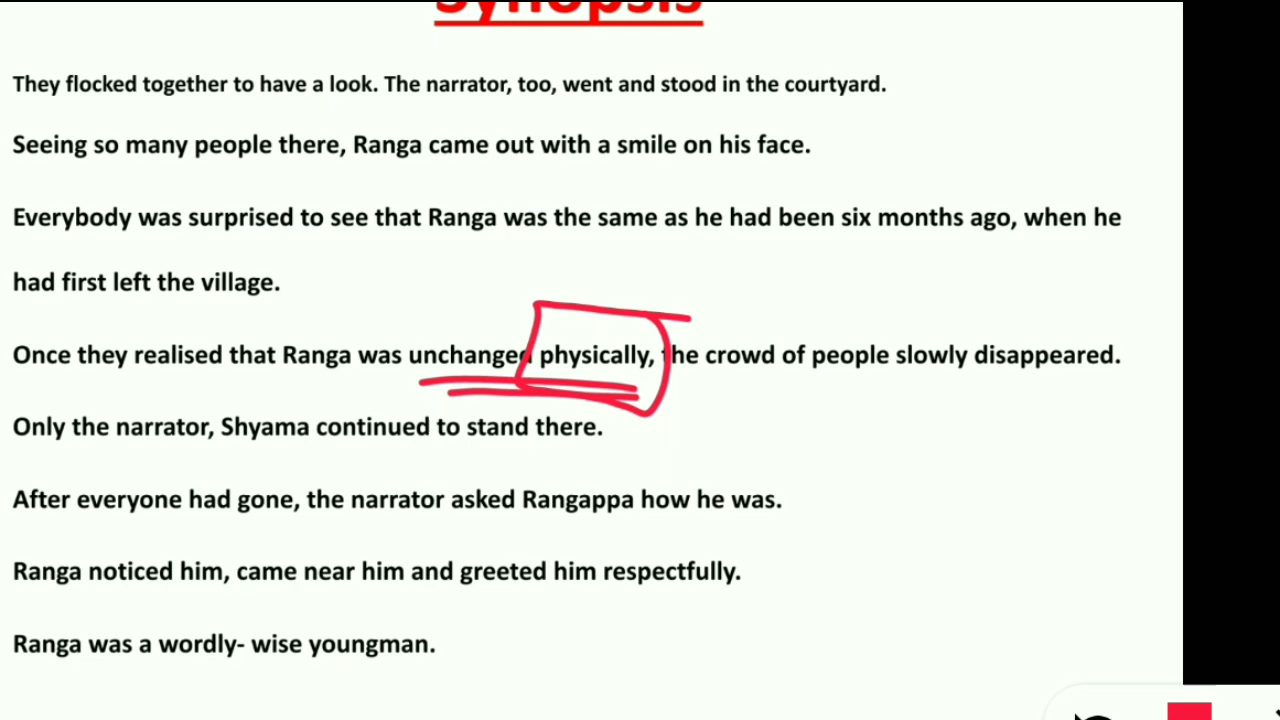 Synopsis
They flocked together to have a look. The narrator, too, went and stood in the courtyard.
Seeing so many people there, Ranga came out with a smile on his face.
Everybody was surprised to see that Ranga was the same as he had been six months ago, when he
had first left the village.
Once they realised that Ranga was unchanged physically, the crowd of people slowly disappeared.
Only the narrator, Shyama continued to stand there.
After everyone had gone, the narrator asked Rangappa how he was.
Ranga noticed him, came near him and greeted him respectfully.
Ranga was a wordly- wise youngman.